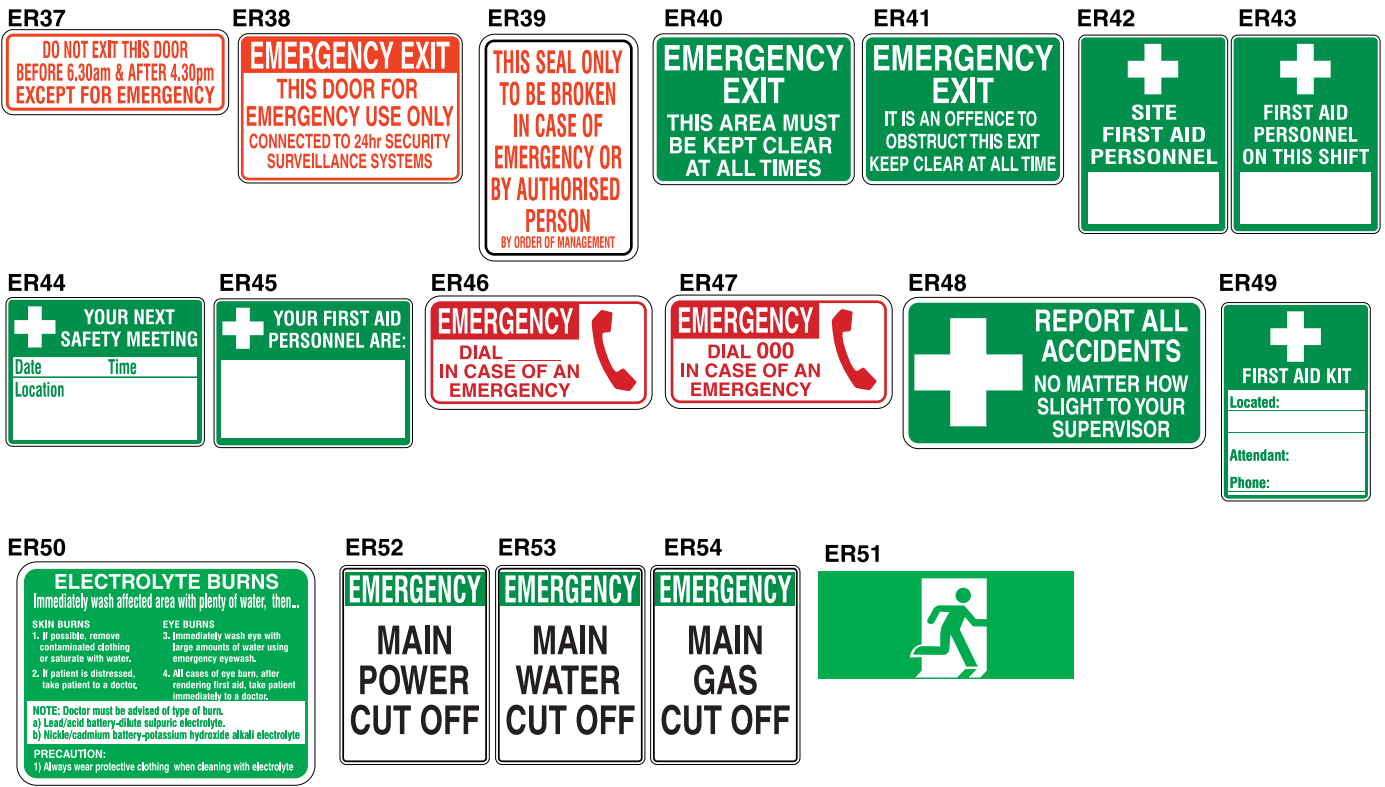 ER37
DO NOT EXIT THIS DOOR
BEFORE 6.30am & AFTER 4.30pm
EXCEPT FOR EMERGENCY
ER38
EMERGENCY EXIT
THIS DOOR FOR
EMERGENCY USE ONLY
CONNECTED TO 24hr SECURITY
SURVEILLANCE SYSTEMS
ER39
THIS SEAL ONLY
TO BE BROKEN
IN CASE OF
EMERGENCY OR
BY AUTHORISED
PERSON
BY ORDER OF MANAGEMENT
ER40
EMERGENCY
EXIT
THIS AREA MUST
BE KEPT CLEAR
AT ALL TIMES
ER41
EMERGENCY
EXIT
IT IS AN OFFENCE TO
OBSTRUCT THIS EXIT
KEEP CLEAR AT ALL TIME
ER42
SITE
FIRST AID
PERSONNEL
ER43
FIRST AID
PERSONNEL
ON THIS SHIFT
ER44
YOUR NEXT
SAFETY MEETING
Date Time
Location
ER45
YOUR FIRST AID
PERSONNEL ARE:
ER46
EMERGENCY
DIAL _____
IN CASE OF AN
EMERGENCY
ER47
EMERGENCY
DIAL 000
IN CASE OF AN
EMERGENCY
ER48
REPORT ALL
ACCIDENTS
NO MATTER HOW
SLIGHT TO YOUR
SUPERVISOR
ER49
FIRST AID KIT
Located:
Attendant:
Phone:
ER50
ELECTROLYTE BURNS
Immediately wash affected area with plenty of water, then...
SKIN BURNS
1. If possible, remove
contaminated clothing
or saturate with water.
2. If patient is distressed,
take patient to a doctor.
EYE BURNS
3. Immediately wash eye with
large amounts of water using
emergency eyewash.
4. All cases of eye burn, after
rendering first aid, take patient
immediately to a doctor.
NOTE: Doctor must be advised of type of burn.
a) Lead/acid battery-dilute sulpuric electrolyte.
b) Nickle/cadmium battery-potassium hydroxide alkali electrolyte
PRECAUTION:
1) Always wear protective clothing when cleaning with electrolyte
ER52
EMERGENCY
MAIN
POWER
CUT OFF
ER53
EMERGENCY
MAIN
WATER
CUT OFF
ER54
EMERGENCY
MAIN
GAS
CUT OFF
ER51